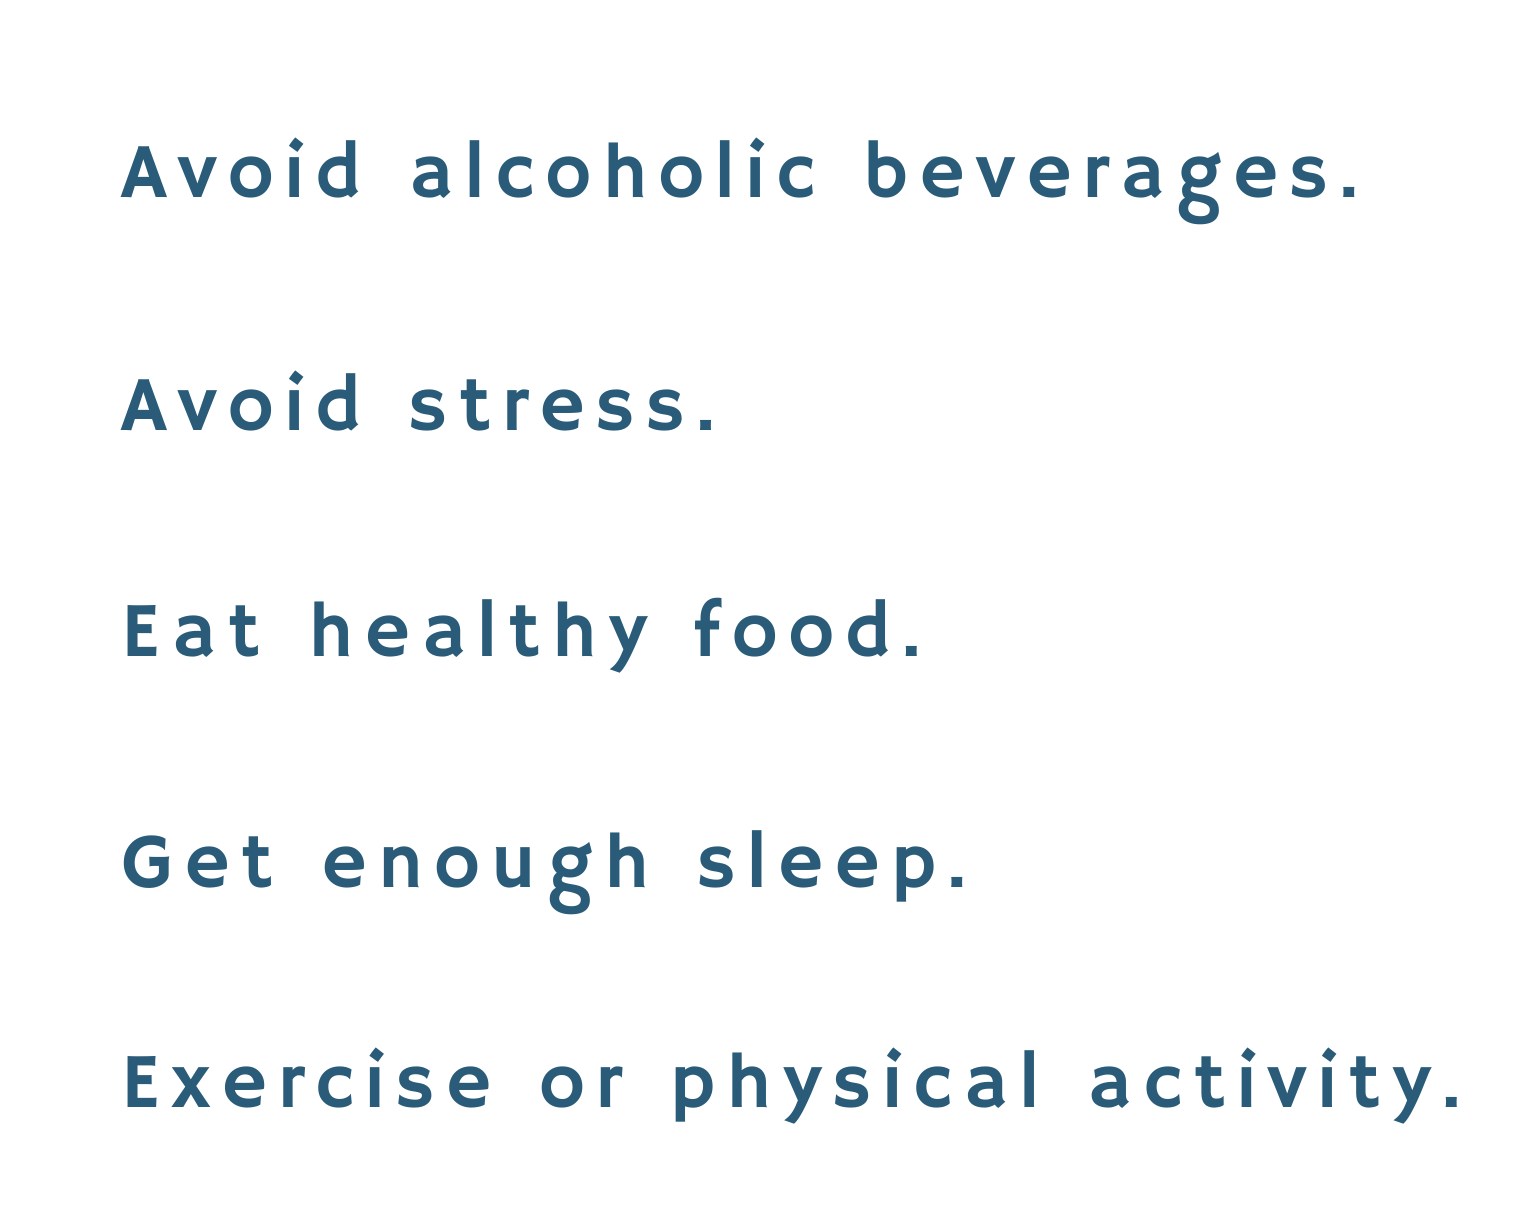 Avoid alcoholic beverages.
Avoid stress.
Eat healthy food.
Get enough sleep.
Exercise or physical activity.